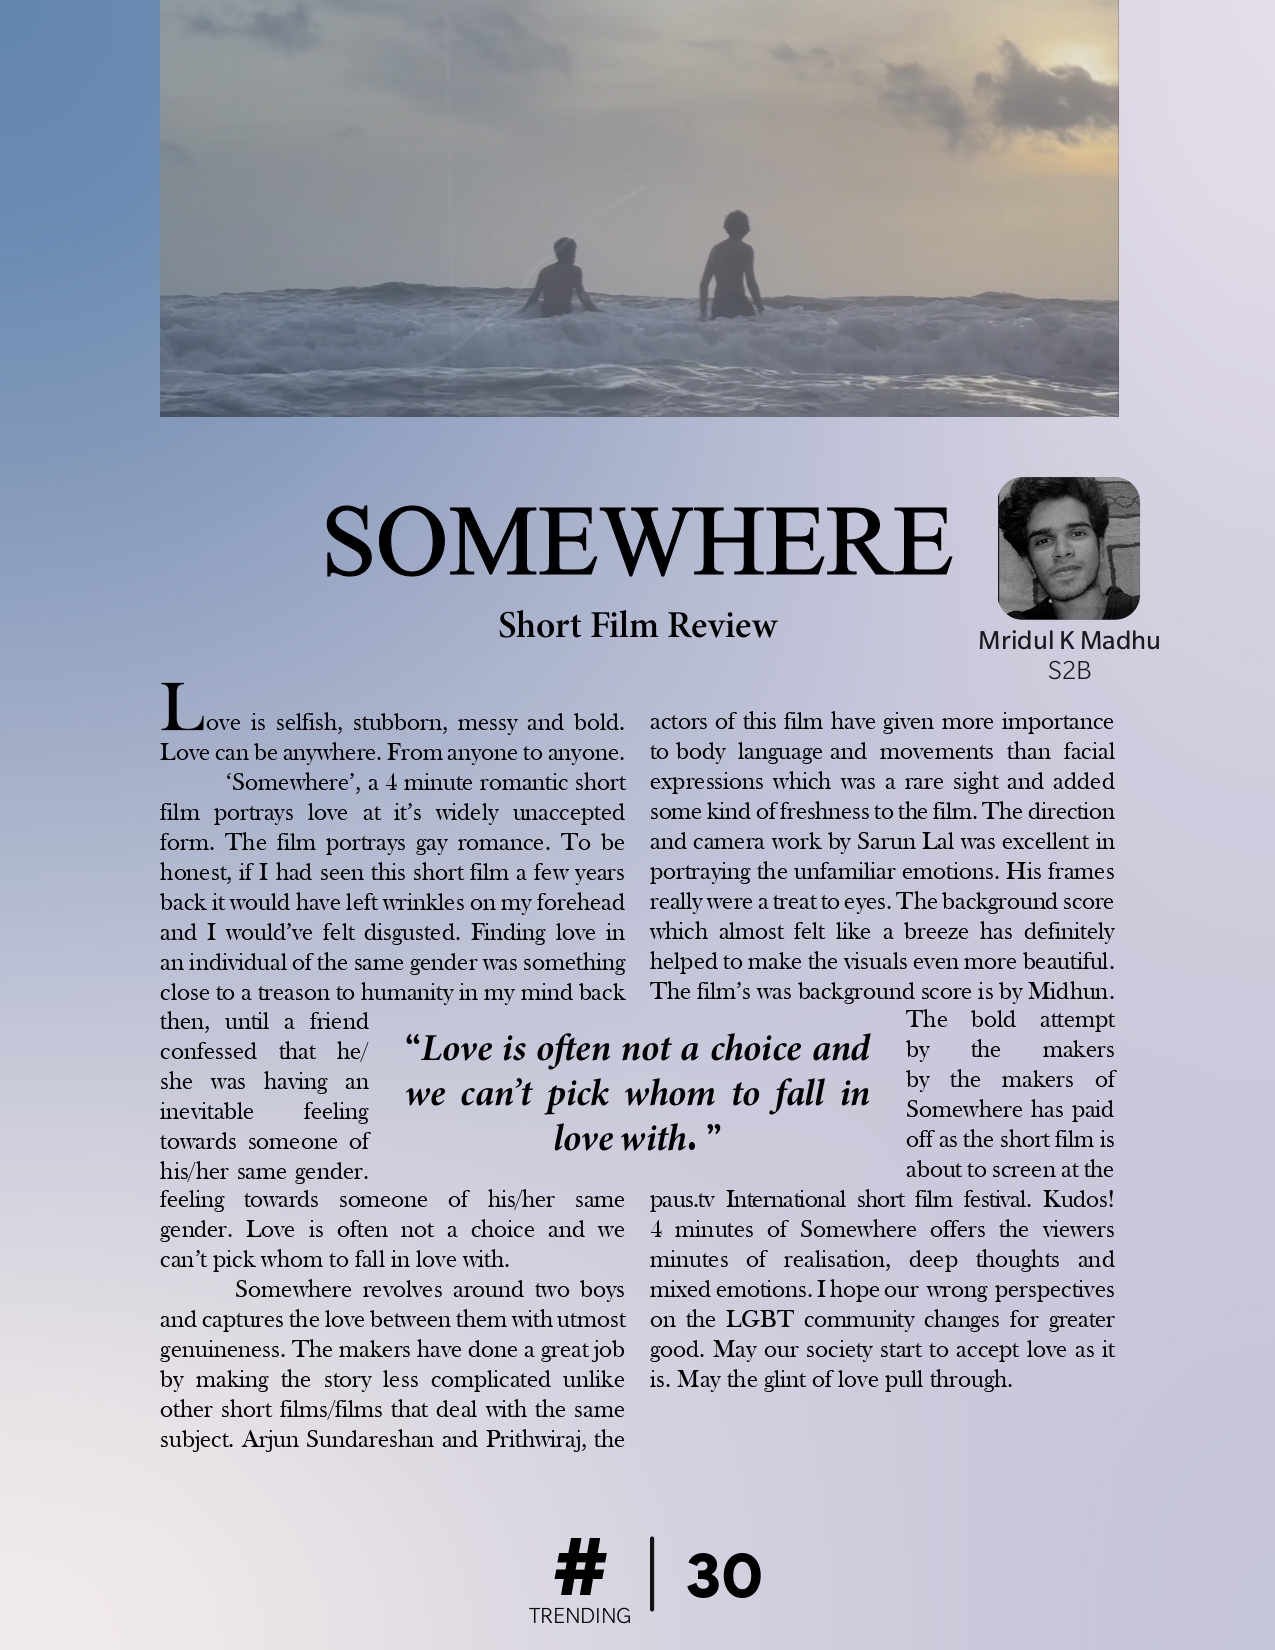 SOMEWHERE
Short Film Review
Mridul K Madhu
S2B
Love is selfish, stubborn, messy and bold.
Love can be anywhere. From anyone to anyone.
‘Somewhere’, a 4 minute romantic short
film portrays love at it’s widely unaccepted
form. The film portrays gay romance. To be
honest, if I had seen this short film a few years
back it would have left wrinkles on my forehead
and I would’ve felt disgusted. Finding love in
an individual of the same gender was something
close to a treason to humanity in my mind back
then, until a friend
confessed that he/
she was having an
inevitable feeling
towards someone of
his/her same gender.
feeling towards someone of his/her same
gender. Love is often not a choice and we
can’t pick whom to fall in love with.
Somewhere revolves around two boys
and captures the love between them with utmost
genuineness. The makers have done a great job
by making the story less complicated unlike
other short films/films that deal with the same
subject. Arjun Sundareshan and Prithwiraj, the
“Love is often not a choice and
we can’t pick whom to fall in
love with. ”
actors of this film have given more importance
to body language and movements than facial
expressions which was a rare sight and added
some kind of freshness to the film. The direction
and camera work by Sarun Lal was excellent in
portraying the unfamiliar emotions. His frames
really were a treat to eyes. The background score
which almost felt like a breeze has definitely
helped to make the visuals even more beautiful.
The film’s was background score is by Midhun.
The bold attempt
by the makers
by the makers of
Somewhere has paid
off as the short film is
about to screen at the
paus.tv International short film festival. Kudos!
4 minutes of Somewhere offers the viewers
minutes of realisation, deep thoughts and
mixed emotions. I hope our wrong perspectives
on the LGBT community changes for greater
good. May our society start to accept love as it
is. May the glint of love pull through.
#
TRENDING
30